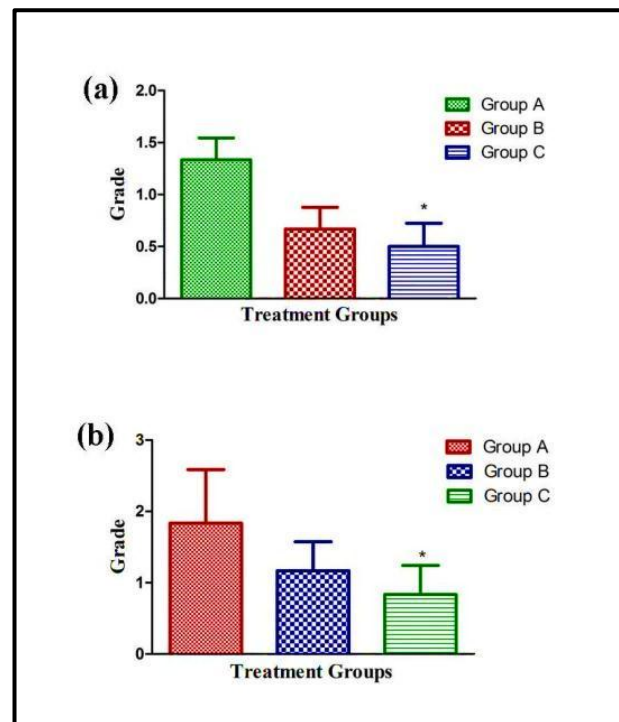 (a)
2.0
1.5
1.0
0.5
0.0
Grade
*
Treatment Groups
Group A
Group B
Group C
(b)
3
2
1
0
Grade
*
Treatment Groups
Group A
Group B
Group C